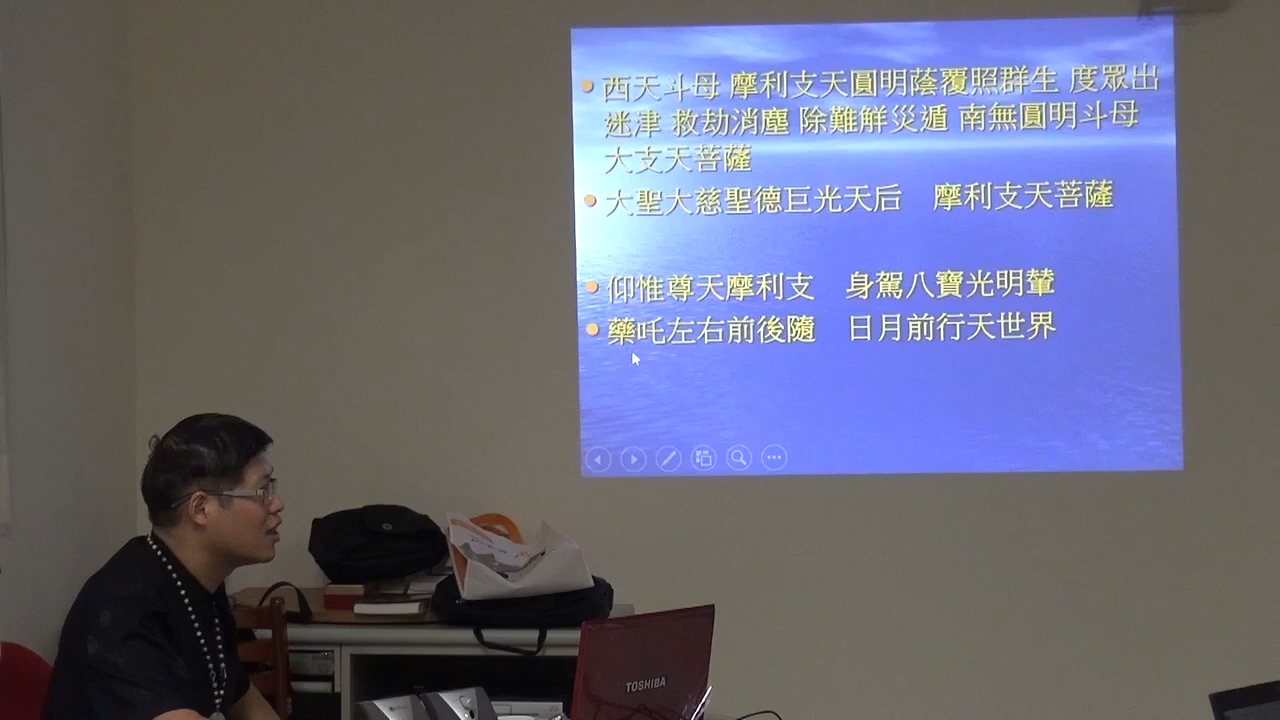 西天斗母 摩利支天圓明蔭覆照群生 度眾出
迷津 救劫消塵 除難解災遁 南無圓明斗母
大支天菩薩
大聖大慈聖德巨光天后 摩利支天菩薩
仰惟尊天摩利支 身駕八寶光明輦
藥吒左右前後隨 日月前行天世界
TOSHIBA